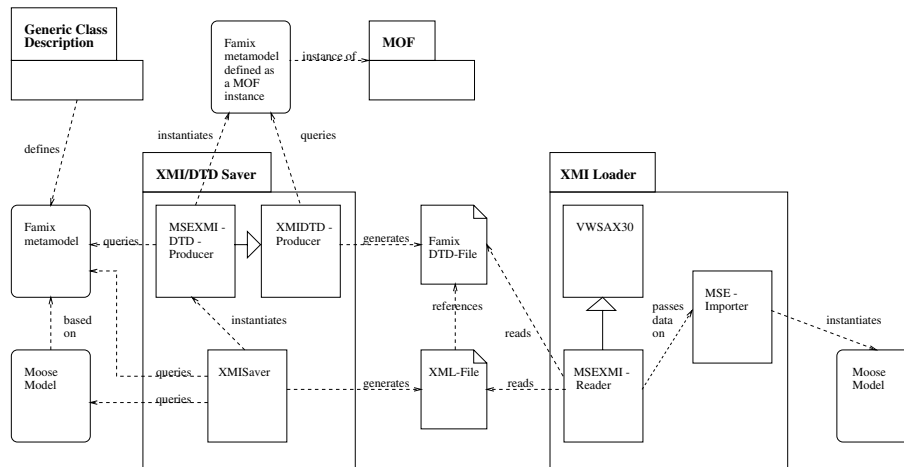 Generic Class
Description
Famix
metamodel
defined as
a MOF
instance
instance of
MOF
instantiates
queries
defines
XMI/DTD Saver
XMI Loader
Famix
metamodel
queries
MSEXMI -
DTD -
Producer
XMIDTD -
Producer
generates
Famix
DTD-File
VWSAX30
MSE -
Importer
based
on
instantiates
references
reads
passes
data
on
instantiates
Moose
Model
queries
queries
XMISaver
generates
XML-File
reads
MSEXMI -
Reader
Moose
Model